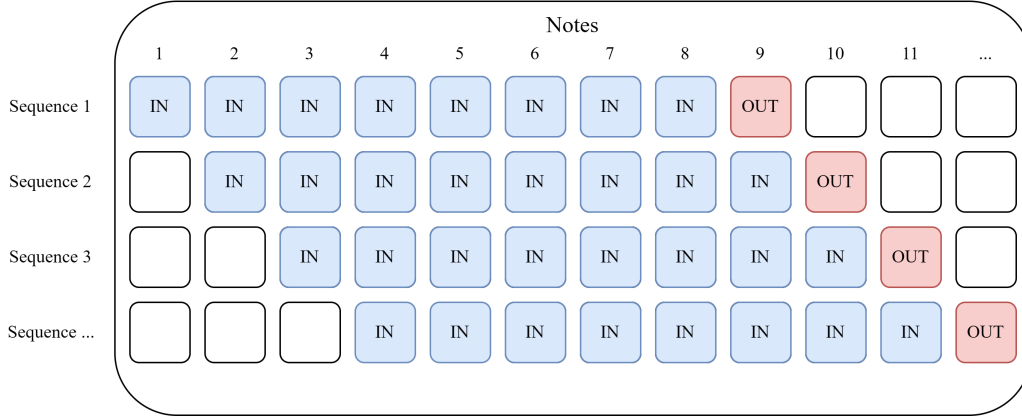 Notes
1 2 3 4 5 6 7 8 9 10 11 ...
Sequence 1 IN IN IN IN IN IN IN IN OUT
Sequence 2 IN IN IN IN IN IN IN IN OUT
Sequence 3 IN IN IN IN IN IN IN IN OUT
Sequence ... IN IN IN IN IN IN IN IN OUT